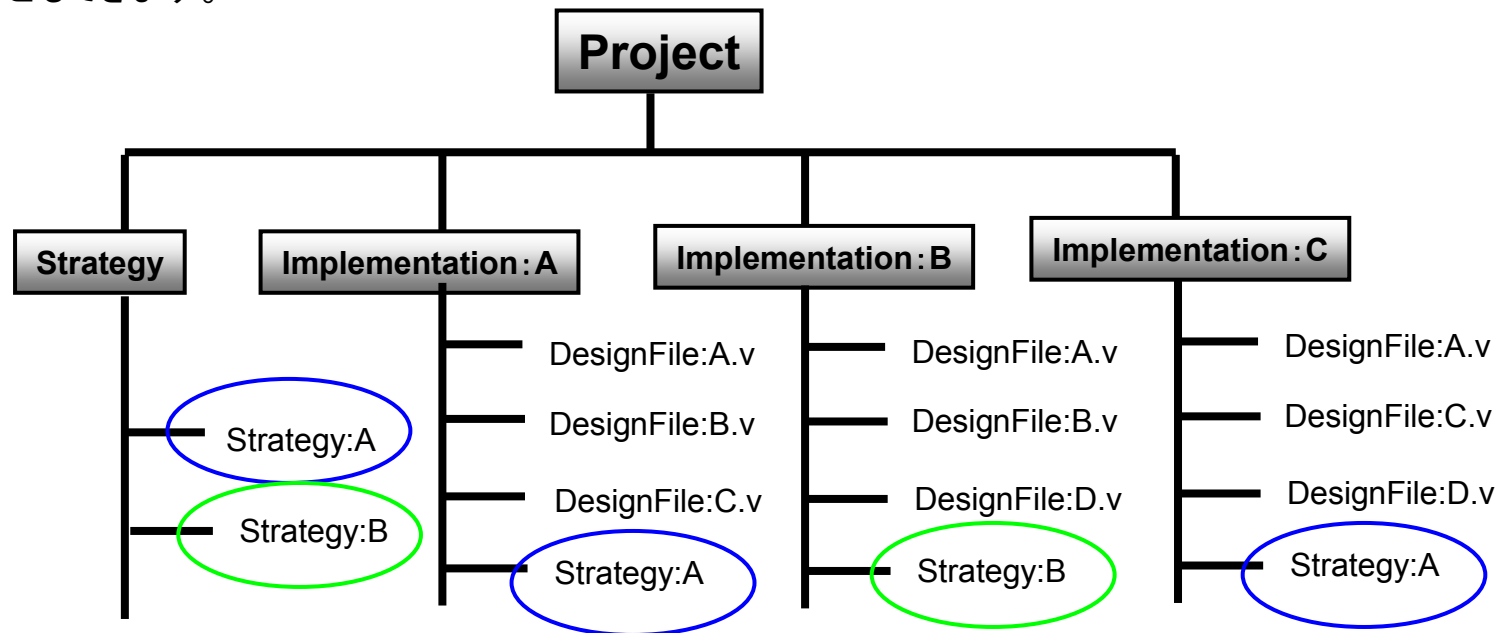 Project
Strategy
Strategy:A
Strategy:B
Implementation：A
DesignFile:A.v
DesignFile:B.v
DesignFile:C.v
Strategy:A
Implementation：B
DesignFile:A.v
DesignFile:B.v
DesignFile:D.v
Strategy:B
Implementation：C
DesignFile:A.v
DesignFile:C.v
DesignFile:D.v
Strategy:A